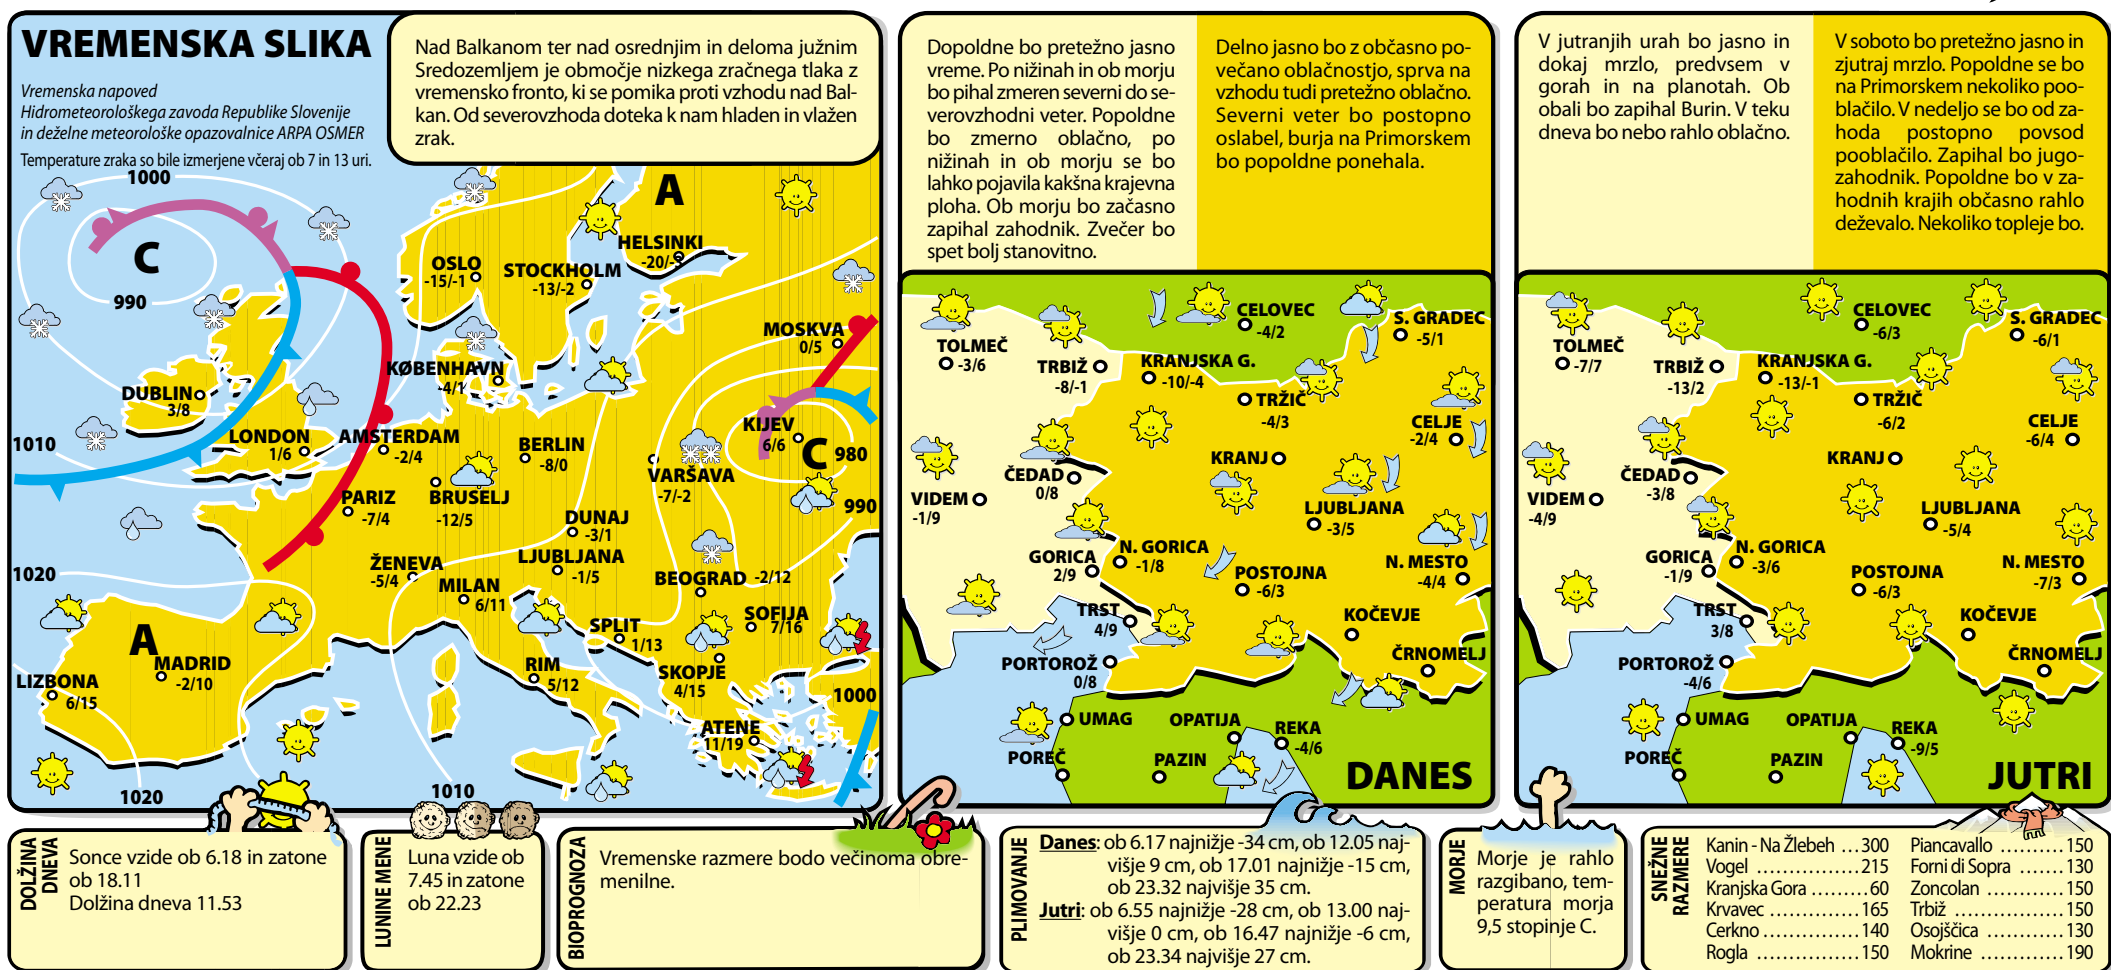 VREMENSKA SLIKA
Vremenska napoved
Hidrometeorološkega zavoda Republike Slovenije
in deželne meteorološke opazovalnice ARPA OSMER
Temperature zraka so bile izmerjene včeraj ob 7 in 13 uri.
Nad Balkanom ter nad osrednjim in deloma južnim
Sredozemljem je območje nizkega zračnega tlaka z
vremensko fronto, ki se pomika proti vzhodu nad Bal-
kan. Od severovzhoda doteka k nam hladen in vlažen
zrak.
1000
A
C
990
HELSINKI
-20/-3
OSLO
-15/-1
STOCKHOLM
-13/-2
MOSKVA
0/5
KØBENHAVN
-4/1
DUBLIN
3/8
KIJEV
6/6
C
980
1010
LONDON
1/6
AMSTERDAM
-2/4
BERLIN
-8/0
VARŠAVA
-7/-2
PARIZ
-7/4
BRUSELJ
-12/5
990
DUNAJ
-3/1
ŽENEVA
-5/4
LJUBLJANA
-1/5
1020
MILAN
6/11
BEOGRAD -2/12
SOFIJA
7/16
SPLIT
1/13
A
MADRID
-2/10
LIZBONA
6/15
RIM
5/12
SKOPJE
4/15
1000
ATENE
11/19
1020
1010
Dopoldne bo pretežno jasno
vreme. Po nižinah in ob morju
bo pihal zmeren severni do se-
verovzhodni veter. Popoldne
bo zmerno oblačno, po
nižinah in ob morju se bo
lahko pojavila kakšna krajevna
ploha. Ob morju bo začasno
zapihal zahodnik. Zvečer bo
spet bolj stanovitno.
Delno jasno bo z občasno po-
večano oblačnostjo, sprva na
vzhodu tudi pretežno oblačno.
Severni veter bo postopno
oslabel, burja na Primorskem
bo popoldne ponehala.
CELOVEC
-4/2
S. GRADEC
-5/1
TOLMEČ
-3/6
TRBIŽ
-8/-1
KRANJSKA G.
-10/-4
TRŽIČ
-4/3
CELJE
-2/4
KRANJ
ČEDAD
0/8
VIDEM
-1/9
LJUBLJANA
-3/5
GORICA
2/9
N. GORICA
-1/8
POSTOJNA
-6/3
N. MESTO
-4/4
TRST
4/9
KOČEVJE
PORTOROŽ
0/8
ČRNOMELJ
UMAG
OPATIJA
REKA
-4/6
POREČ
PAZIN
DANES
V jutranjih urah bo jasno in
dokaj mrzlo, predvsem v
gorah in na planotah. Ob
obali bo zapihal Burin. V teku
dneva bo nebo rahlo oblačno.
V soboto bo pretežno jasno in
zjutraj mrzlo. Popoldne se bo
na Primorskem nekoliko poo-
blačilo. V nedeljo se bo od za-
hoda postopno povsod
pooblačilo. Zapihal bo jugo-
zahodnik. Popoldne bo v za-
hodnih krajih občasno rahlo
deževalo. Nekoliko topleje bo.
CELOVEC
-6/3
S. GRADEC
-6/1
TOLMEČ
-7/7
TRBIŽ
-13/2
KRANJSKA G.
-13/-1
TRŽIČ
-6/2
CELJE
-6/4
KRANJ
ČEDAD
-3/8
VIDEM
-4/9
LJUBLJANA
-5/4
GORICA
-1/9
N. GORICA
-3/6
POSTOJNA
-6/3
N. MESTO
-7/3
TRST
3/8
KOČEVJE
PORTOROŽ
-4/6
ČRNOMELJ
UMAG
OPATIJA
REKA
-9/5
POREČ
PAZIN
JUTRI
DOLŽINA
DNEVA
Sonce vzide ob 6.18 in zatone
ob 18.11
Dolžina dneva 11.53
LUNINE MENE
Luna vzide ob
7.45 in zatone
ob 22.23
BIOPROGNOZA
Vremenske razmere bodo večinoma obre-
menilne.
PLIMOVANJE
Danes: ob 6.17 najnižje -34 cm, ob 12.05 naj-
višje 9 cm, ob 17.01 najnižje -15 cm,
ob 23.32 najvišje 35 cm.
Jutri: ob 6.55 najnižje -28 cm, ob 13.00 naj-
višje 0 cm, ob 16.47 najnižje -6 cm,
ob 23.34 najvišje 27 cm.
MORJE
Morje je rahlo
razgibano, tem-
peratura morja
9,5 stopinje C.
SNEŽNE
RAZMERE
Kanin - Na Žlebeh ...300
Vogel ...................215
Kranjska Gora .........60
Krvavec ................165
Cerkno .................140
Rogla ..................150
Piancavallo ...........150
Forni di Sopra ........130
Zoncolan ..............150
Trbiž ..................150
Osojščica .............130
Mokrine ...............190